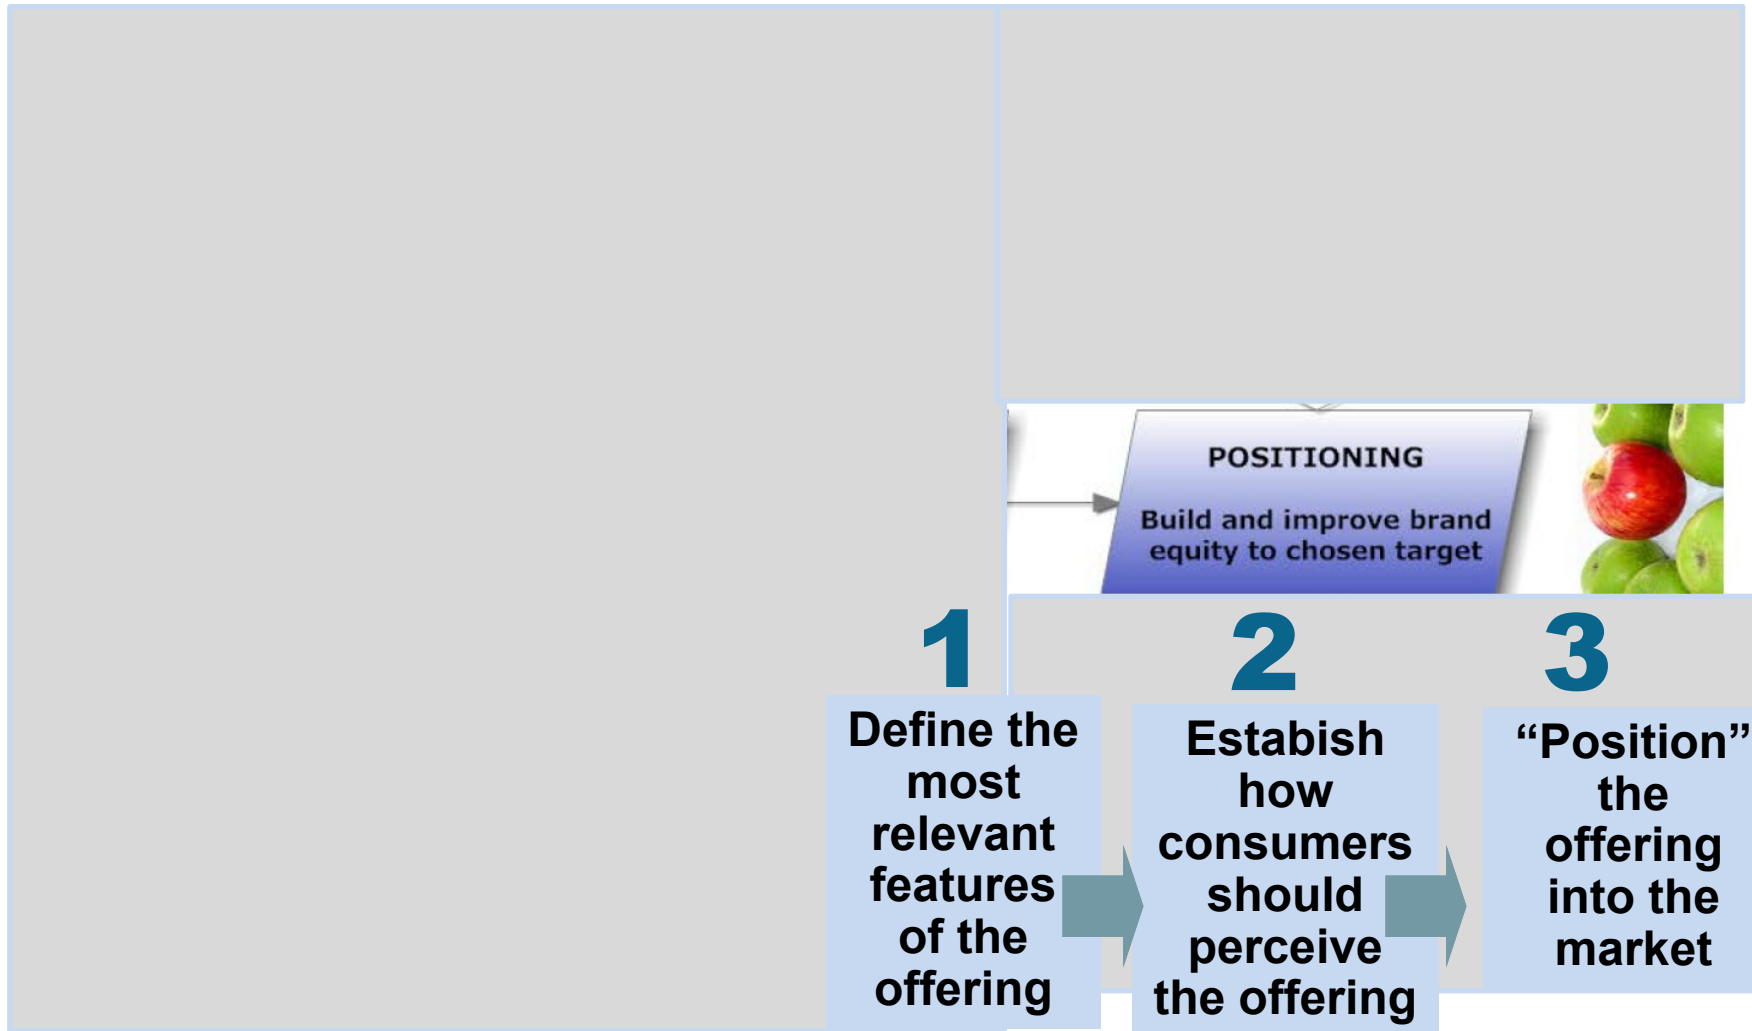 POSITIONING
Build and improve brand
equity to chosen target
1
Define the
most
relevant
features
of the
offering
2
Estabish
how
consumers
should
perceive
the offering
3
“Position”
the
offering
into the
market